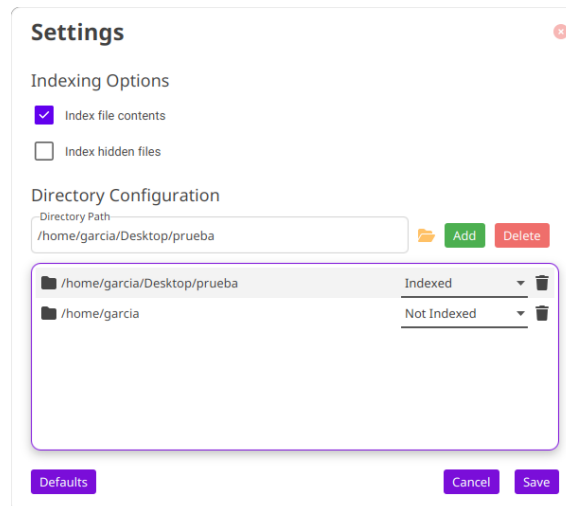 Settings
Indexing Options
Index file contents
Index hidden files
Directory Configuration
Directory Path
/home/garcia/Desktop/prueba
Add
Delete
/home/garcia/Desktop/prueba Indexed
/home/garcia Not Indexed
Defaults
Cancel
Save